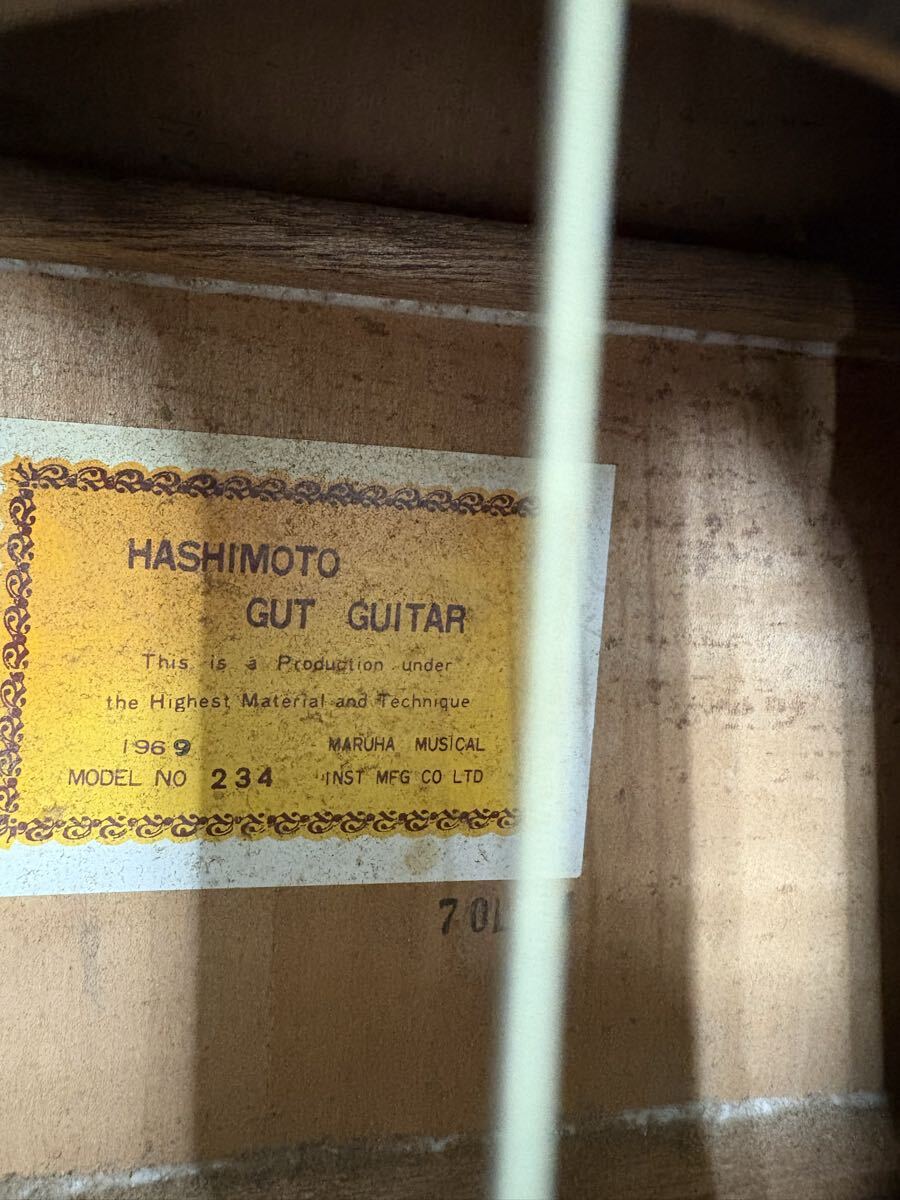 HASHIMOTO
GUT GUITAR
This is a Production under
the Highest Material and Technique
1969 MARUHA MUSICAL
MODEL NO 234 INST MFG CO LTD